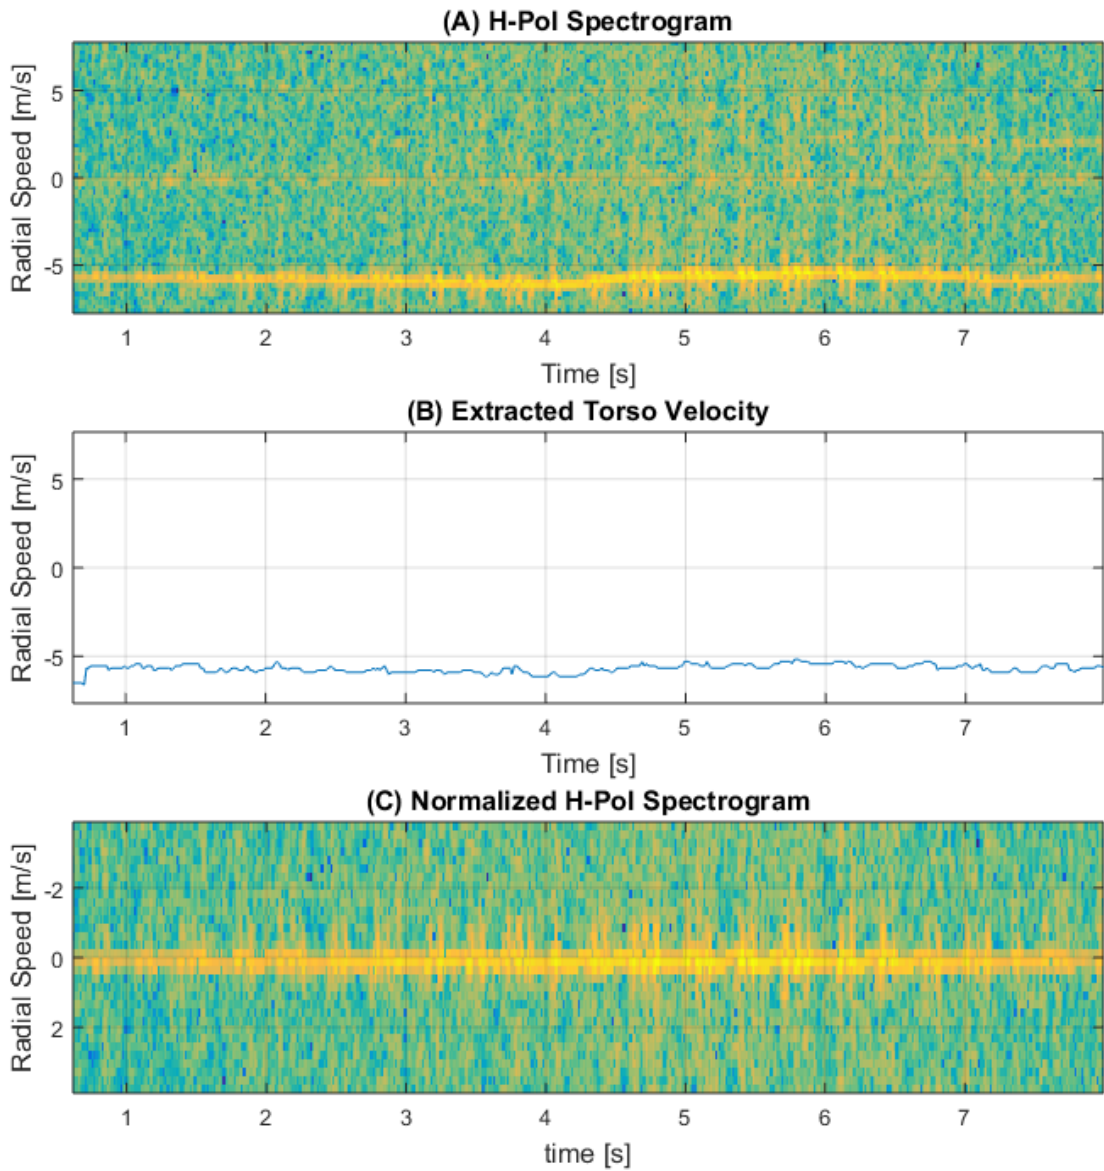 (A) H-Pol Spectrogram
Radial Speed [m/s]
5
0
-5
1 2 3 4 5 6 7
Time [s]
(B) Extracted Torso Velocity
Radial Speed [m/s]
5
0
-5
1 2 3 4 5 6 7
Time [s]
(C) Normalized H-Pol Spectrogram
Radial Speed [m/s]
-2
0
2
1 2 3 4 5 6 7
time [s]